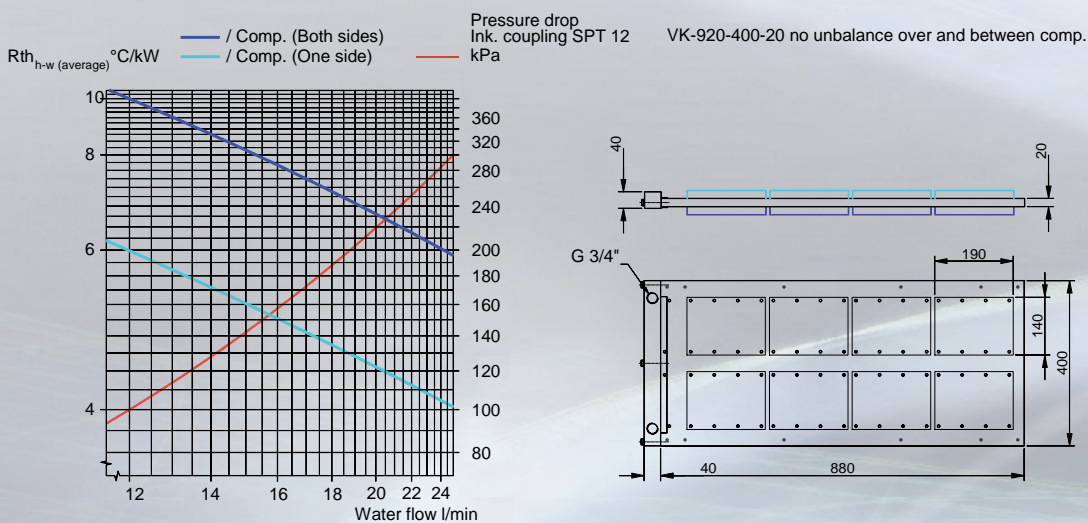 Rth h-w (average) °C/kW
/ Comp. (Both sides)
/ Comp. (One side)
Pressure drop
Ink. coupling SPT 12
kPa
VK-920-400-20 no unbalance over and between comp.
10
8
6
4
360
320
280
240
200
180
160
140
120
100
80
12 14 16 18 20 22 24
Water flow l/min
40
20
G 3/4"
190
140
400
40
880